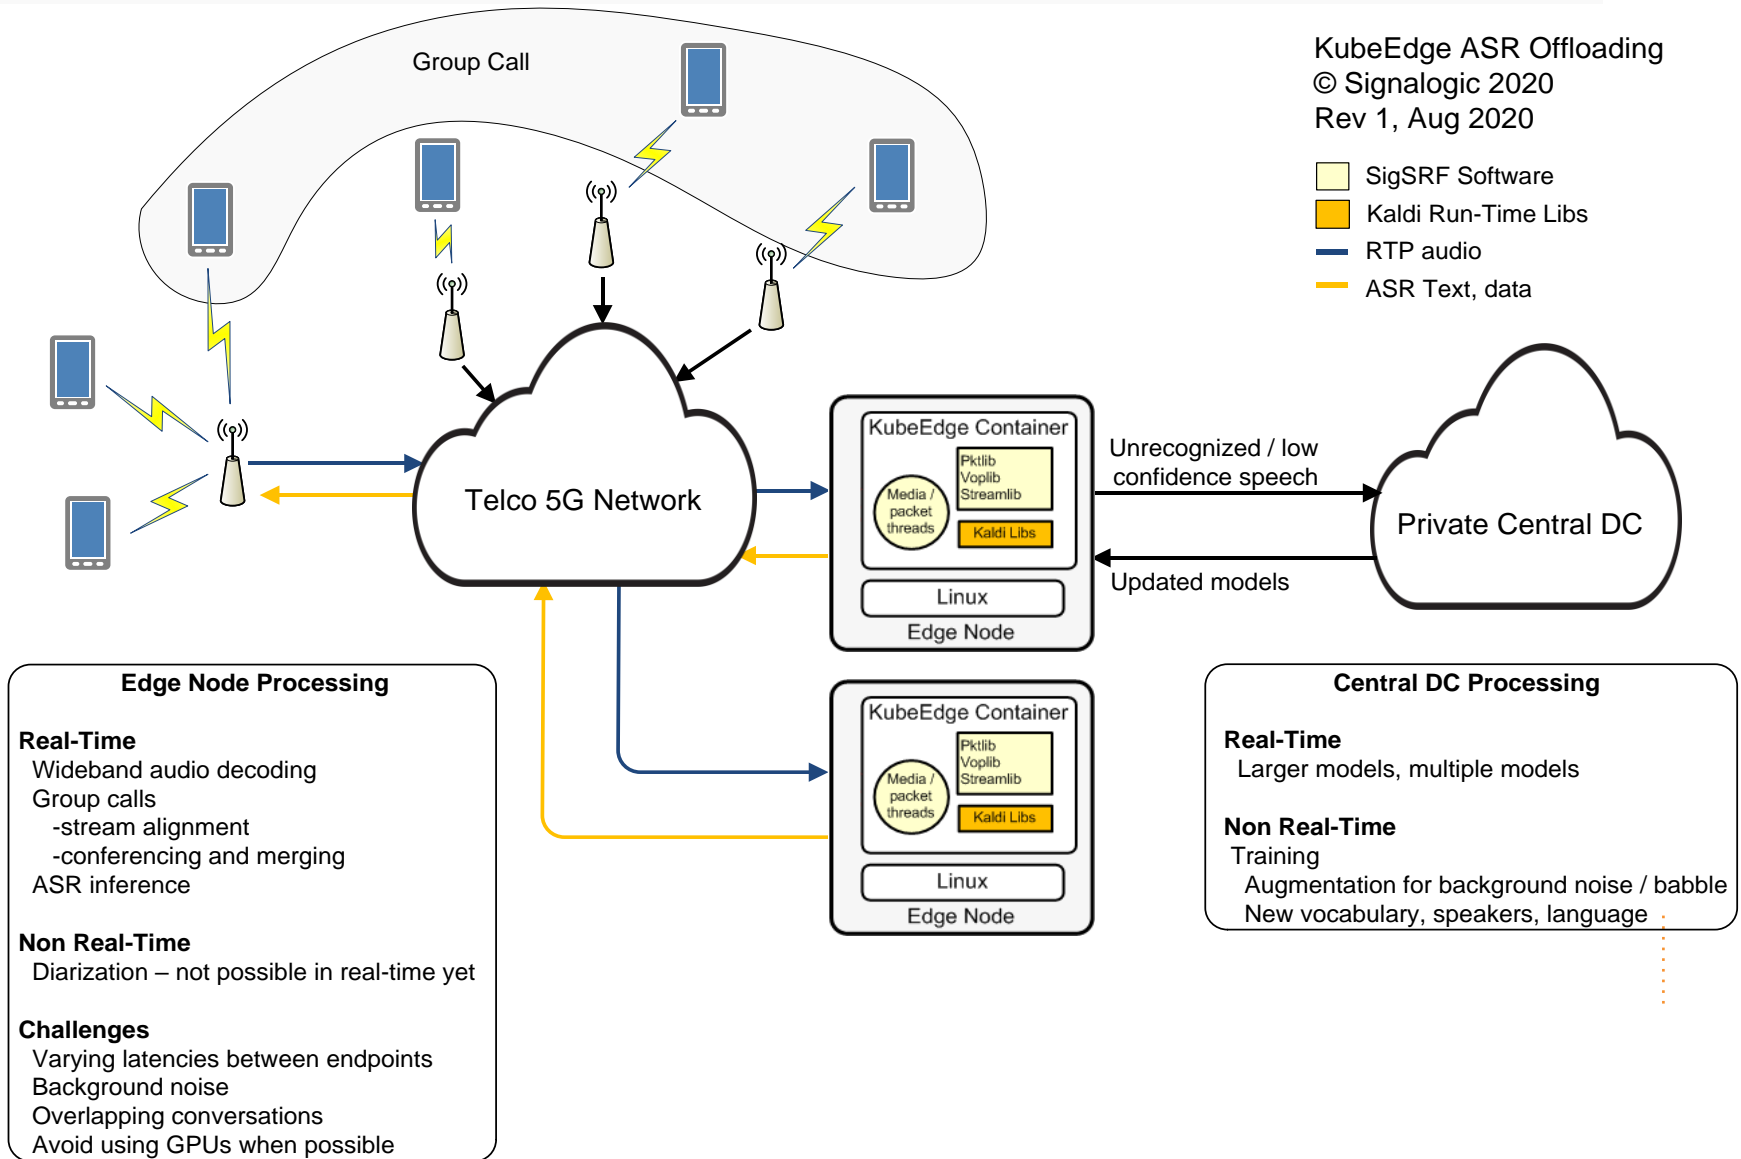 Group Call
KubeEdge ASR Offloading
© Signalogic 2020
Rev 1, Aug 2020
SigSRF Software
Kaldi Run-Time Libs
RTP audio
ASR Text, data
Telco 5G Network
KubeEdge Container
Pktlib
Voplib
Streamlib
Media /
packet
threads
Kaldi Libs
Linux
Edge Node
Unrecognized / low
confidence speech
Updated models
Private Central DC
KubeEdge Container
Pktlib
Voplib
Streamlib
Media /
packet
threads
Kaldi Libs
Linux
Edge Node
Edge Node Processing
Real-Time
Wideband audio decoding
Group calls
-stream alignment
-conferencing and merging
ASR inference
Non Real-Time
Diarization – not possible in real-time yet
Challenges
Varying latencies between endpoints
Background noise
Overlapping conversations
Avoid using GPUs when possible
Central DC Processing
Real-Time
Larger models, multiple models
Non Real-Time
Training
Augmentation for background noise / babble
New vocabulary, speakers, language